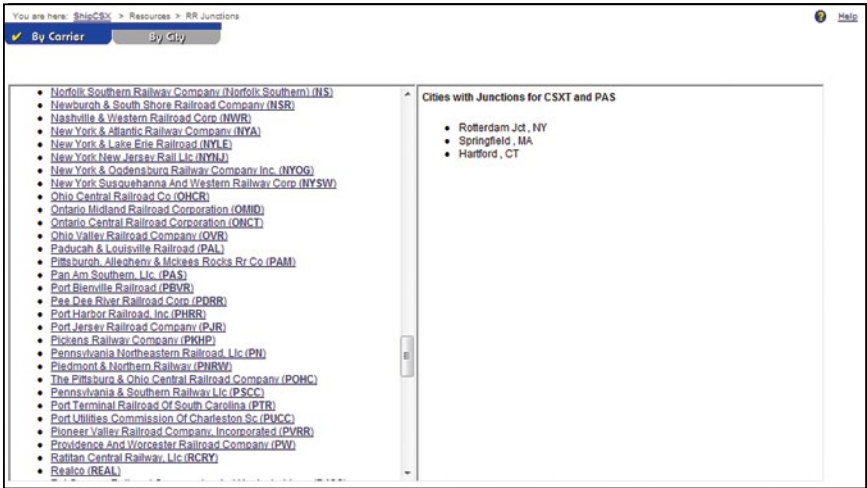 You are here: ShipCSX > Resources > RR Junctions
Help
By Carrier
By City
Norfolk Southern Railway Company (Norfolk Southern) (NS)
Newburgh & South Shore Railroad Company (NSR)
Nashville & Western Railroad Corp (NWR)
New York & Atlantic Railway Company (NYA)
New York & Lake Erie Railroad (NYLE)
New York New Jersey Rail Llc (NYNJ)
New York & Ogdensburg Railway Company Inc. (NYOG)
New York Susquehanna And Western Railway Corp (NYSW)
Ohio Central Railroad Co (OHCR)
Ontario Midland Railroad Corporation (OMID)
Ontario Central Railroad Corporation (ONCT)
Ohio Valley Railroad Company (OVR)
Paducah & Louisville Railroad (PAL)
Pittsburgh, Allegheny & Mckees Rocks Rr Co (PAM)
Pan Am Southern, Llc. (PAS)
Port Bienville Railroad (PBVR)
Pee Dee River Railroad Corp (PDRR)
Port Harbor Railroad, Inc (PHRR)
Port Jersey Railroad Company (PJR)
Pickens Railway Company (PKHP)
Pennsylvania Northeastern Railroad, Llc (PN)
Piedmont & Northern Railway (PNRW)
The Pittsburg & Ohio Central Railroad Company (POHC)
Pennsylvania & Southern Railway Llc (PSCC)
Port Terminal Railroad Of South Carolina (PTR)
Port Utilities Commission Of Charleston Sc (PUCC)
Pioneer Valley Railroad Company, Incorporated (PVRR)
Providence And Worcester Railroad Company (PW)
Ratitan Central Railway, Llc (RCRY)
Realco (REAL)
Cities with Junctions for CSXT and PAS
Rotterdam Jct , NY
Springfield , MA
Hartford , CT